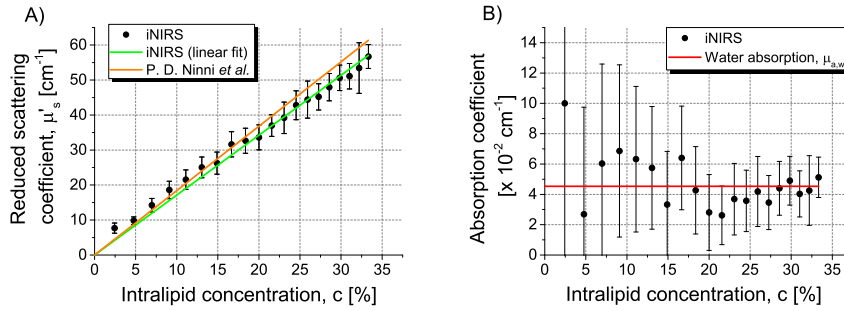 A)
iNIRS
iNIRS (linear fit)
P. D. Ninni et al.
Reduced scattering
coefficient, μ's [cm-1]
60
50
40
30
20
10
0
0 5 10 15 20 25 30 35
Intralipid concentration, c [%]
B)
iNIRS
Water absorption, μa,w
Absorption coefficient
[x 10-2 cm-1]
14
12
10
8
6
4
2
0
0 5 10 15 20 25 30 35
Intralipid concentration, c [%]